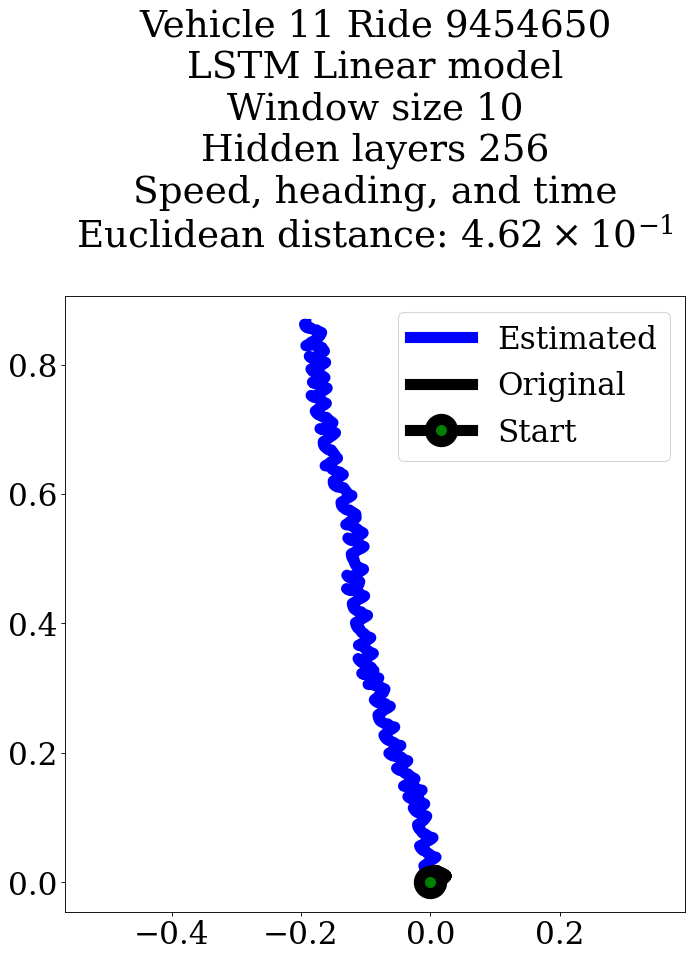 Vehicle 11 Ride 9454650
LSTM Linear model
Window size 10
Hidden layers 256
Speed, heading, and time
Euclidean distance: 4.62 × 10⁻¹
Estimated
Original
Start
0.8
0.6
0.4
0.2
0.0
−0.4
−0.2
0.0
0.2